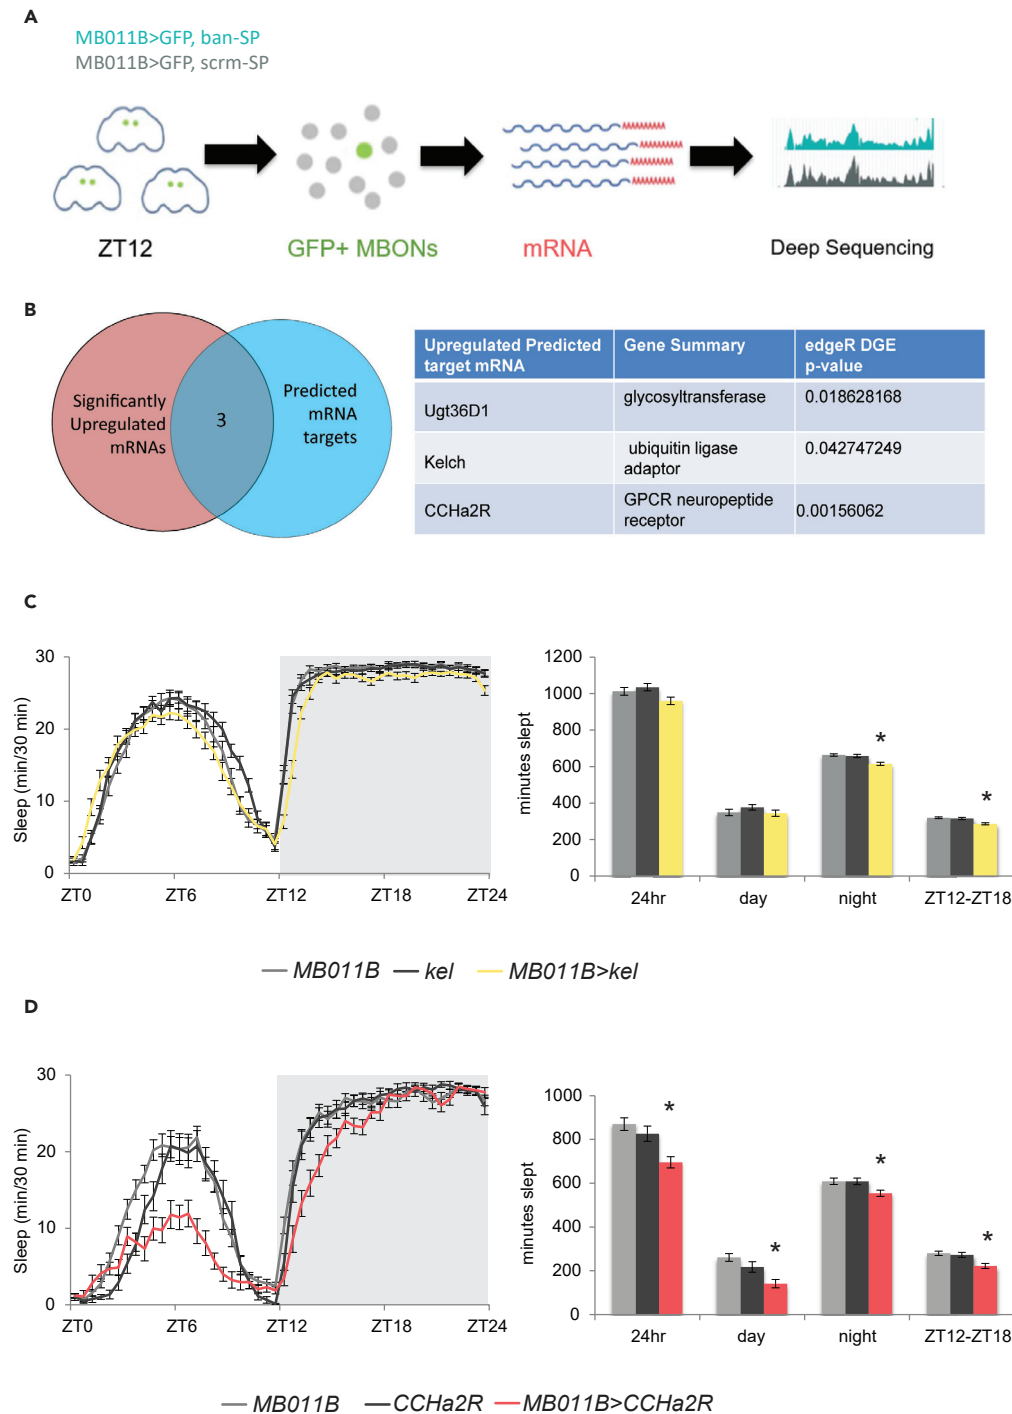 A
MB011B>GFP, ban-SP
MB011B>GFP, scrm-SP
ZT12
GFP+ MBONs
mRNA
Deep Sequencing
B
Significantly
Upregulated
mRNAs
3
Predicted
mRNA
targets
Upregulated Predicted
target mRNA
Gene Summary
edgeR DGE
p-value
Ugt36D1
glycosyltransferase
0.018628168
Kelch
ubiquitin ligase
adaptor
0.042747249
CCHa2R
GPCR neuropeptide
receptor
0.00156062
C
Sleep (min/30 min)
30
20
10
0
ZT0
ZT6
ZT12
ZT18
ZT24
minutes slept
1200
1000
800
600
400
200
0
*
*
24hr
day
night
ZT12-ZT18
MB011B
kel
MB011B>kel
D
Sleep (min/30 min)
30
20
10
0
ZT0
ZT6
ZT12
ZT18
ZT24
minutes slept
1000
800
600
400
200
0
*
*
*
*
24hr
day
night
ZT12-ZT18
MB011B
CCHa2R
MB011B>CCHa2R